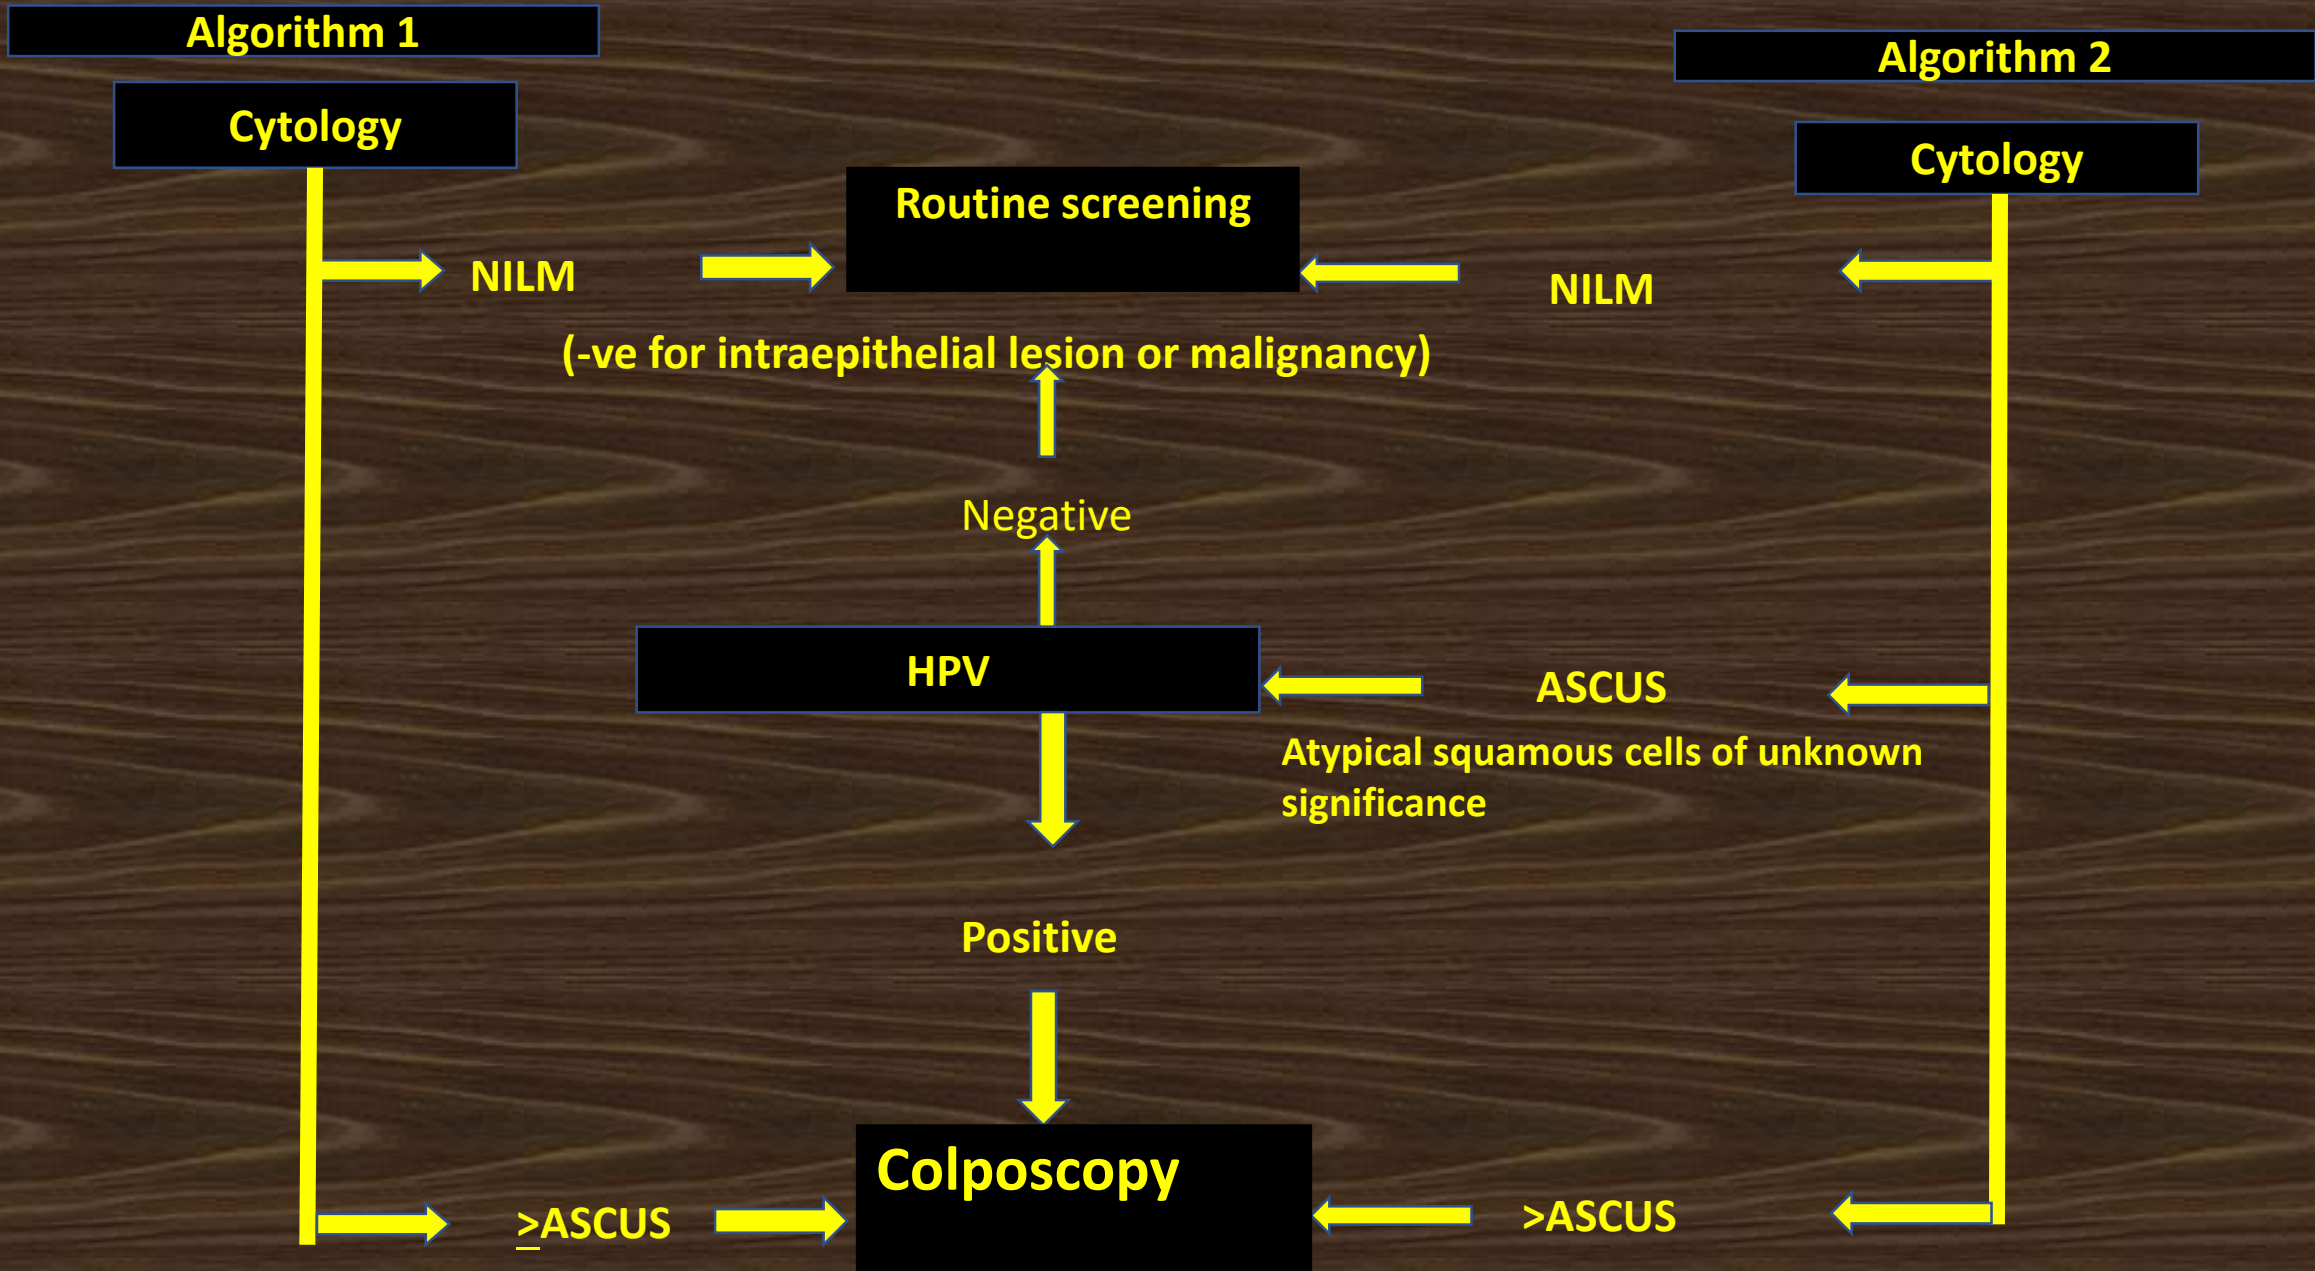 Algorithm 1
Algorithm 2
Cytology
Cytology
Routine screening
NILM
NILM
(-ve for intraepithelial lesion or malignancy)
Negative
HPV
ASCUS
Atypical squamous cells of unknown
significance
Positive
Colposcopy
≥ASCUS
>ASCUS